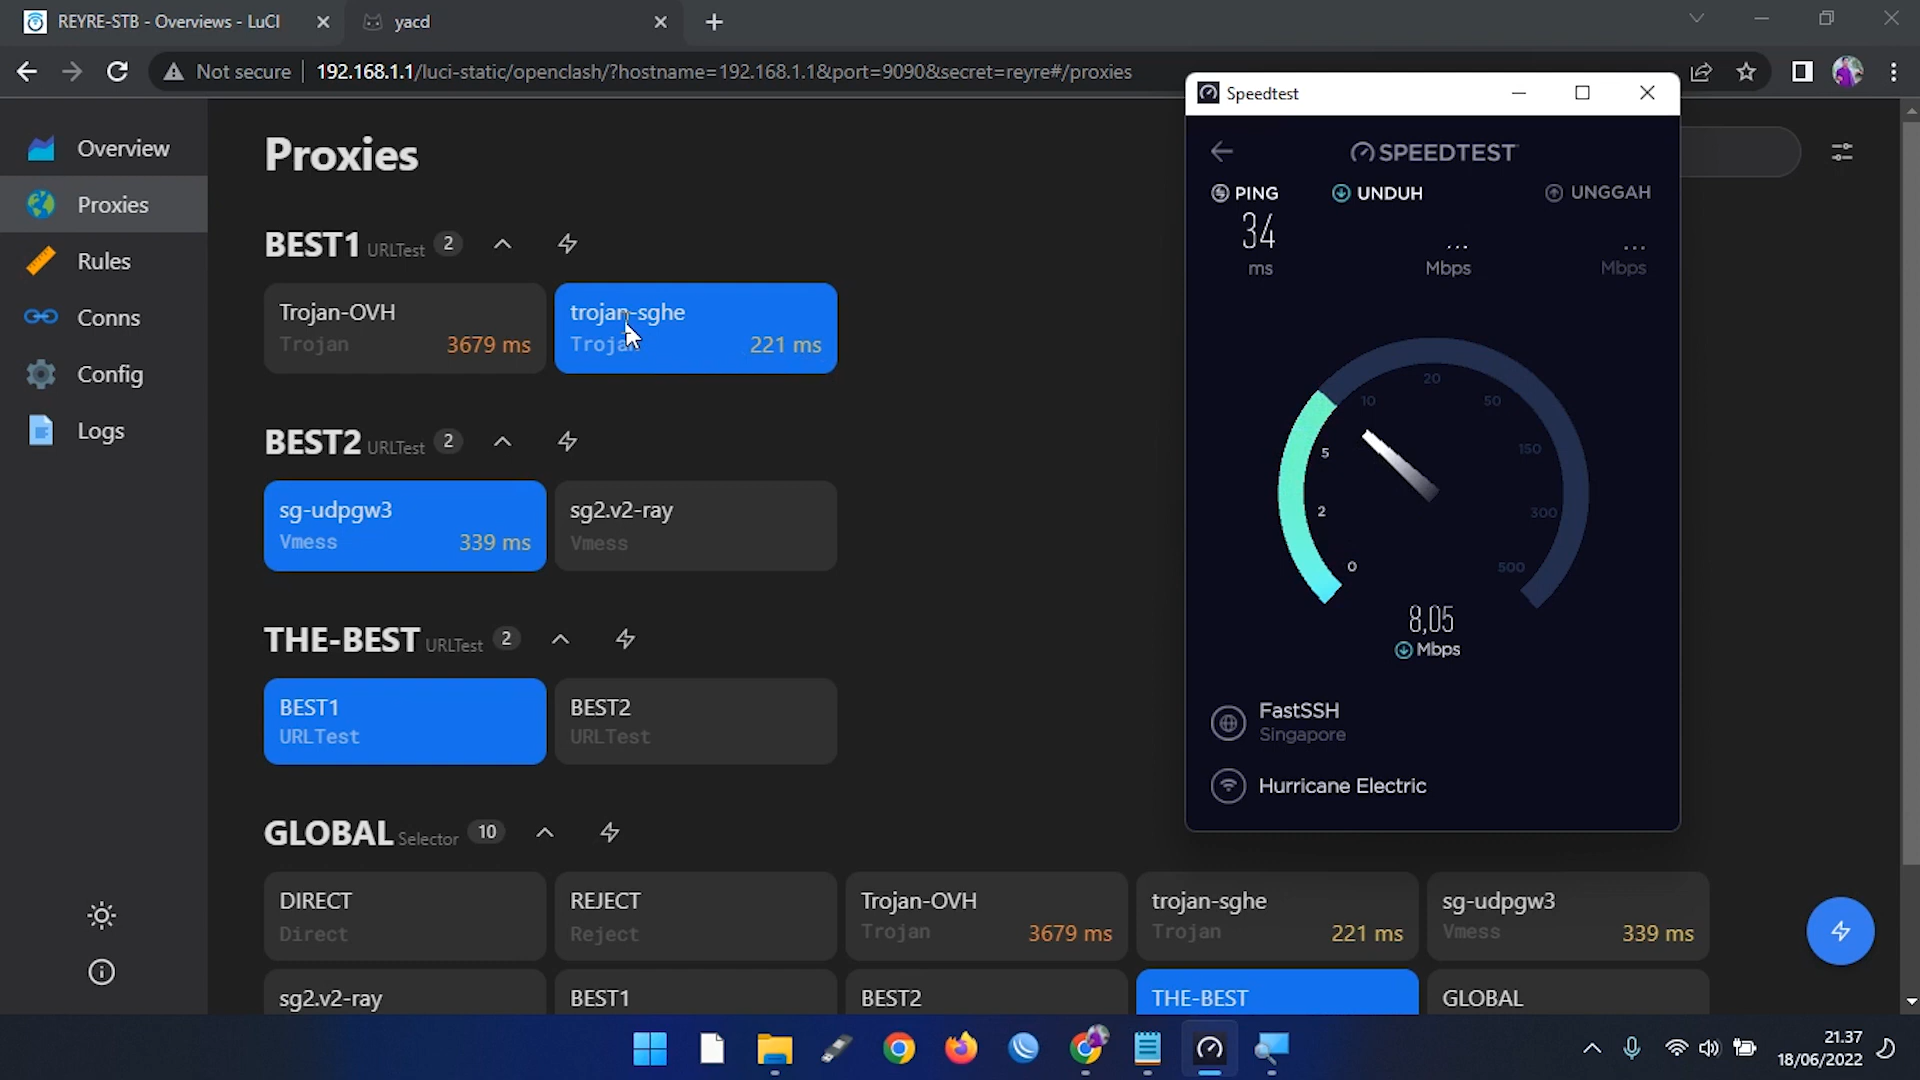 REYRE-STB - Overviews - LuCI
yacd
Not secure
192.168.1.1/luci-static/openclash/?hostname=192.168.1.1&port=9090&secret=reyre#/proxies
Overview
Proxies
Rules
Conns
Config
Logs
Proxies
BEST1 URLTest 2
Trojan-OVH
Trojan 3679 ms
trojan-sghe
Trojan 221 ms
BEST2 URLTest 2
sg-udpgw3
Vmess 339 ms
sg2.v2-ray
Vmess
THE-BEST URLTest 2
BEST1
URLTest
BEST2
URLTest
GLOBAL Selector 10
DIRECT
Direct
REJECT
Reject
Trojan-OVH
Trojan 3679 ms
trojan-sghe
Trojan 221 ms
sg-udpgw3
Vmess 339 ms
sg2.v2-ray
BEST1
BEST2
THE-BEST
GLOBAL
Speedtest
SPEEDTEST
PING
34
ms
UNDUH
...
Mbps
UNGGAH
...
Mbps
0
2
5
10
20
50
150
300
500
8,05
Mbps
FastSSH
Singapore
Hurricane Electric
21.37
18/06/2022